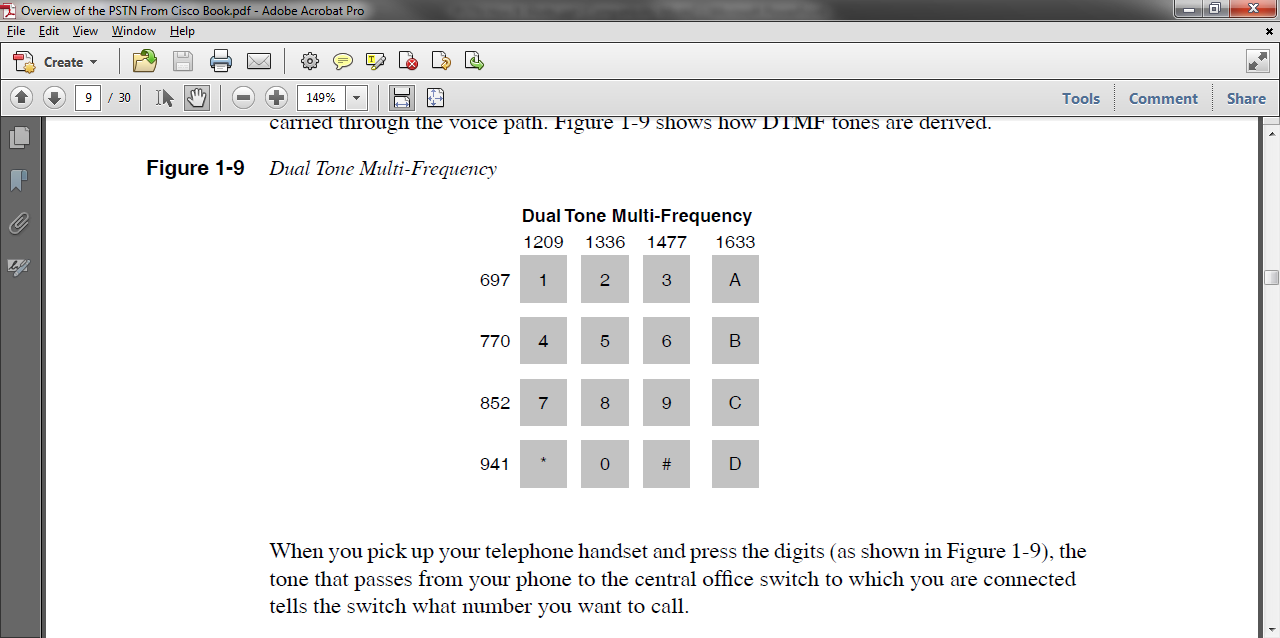 Overview of the PSTN From Cisco Book.pdf - Adobe Acrobat Pro
File Edit View Window Help
Create
9 / 30 149% Tools Comment Share
carried through the voice path. Figure 1-9 shows how DTMF tones are derived.
Figure 1-9 Dual Tone Multi-Frequency
Dual Tone Multi-Frequency
1209 1336 1477 1633
697 1 2 3 A
770 4 5 6 B
852 7 8 9 C
941 * 0 # D
When you pick up your telephone handset and press the digits (as shown in Figure 1-9), the
tone that passes from your phone to the central office switch to which you are connected
tells the switch what number you want to call.